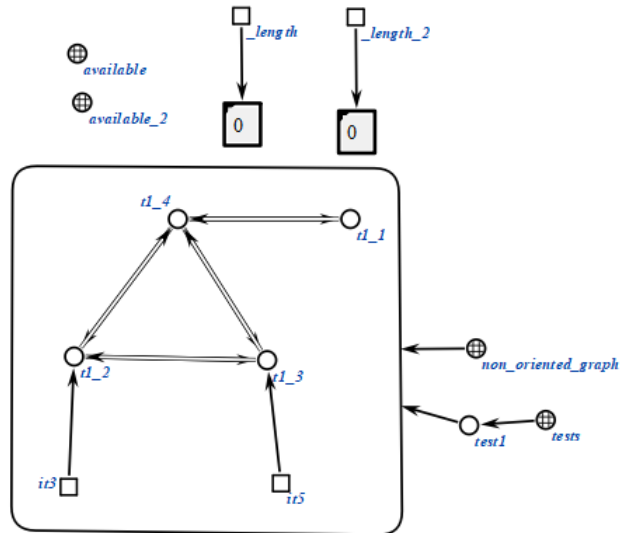 _length
_length_2
available
available_2
0
0
t1_4
t1_1
t1_2
t1_3
non_oriented_graph
test1
tests
it3
it5